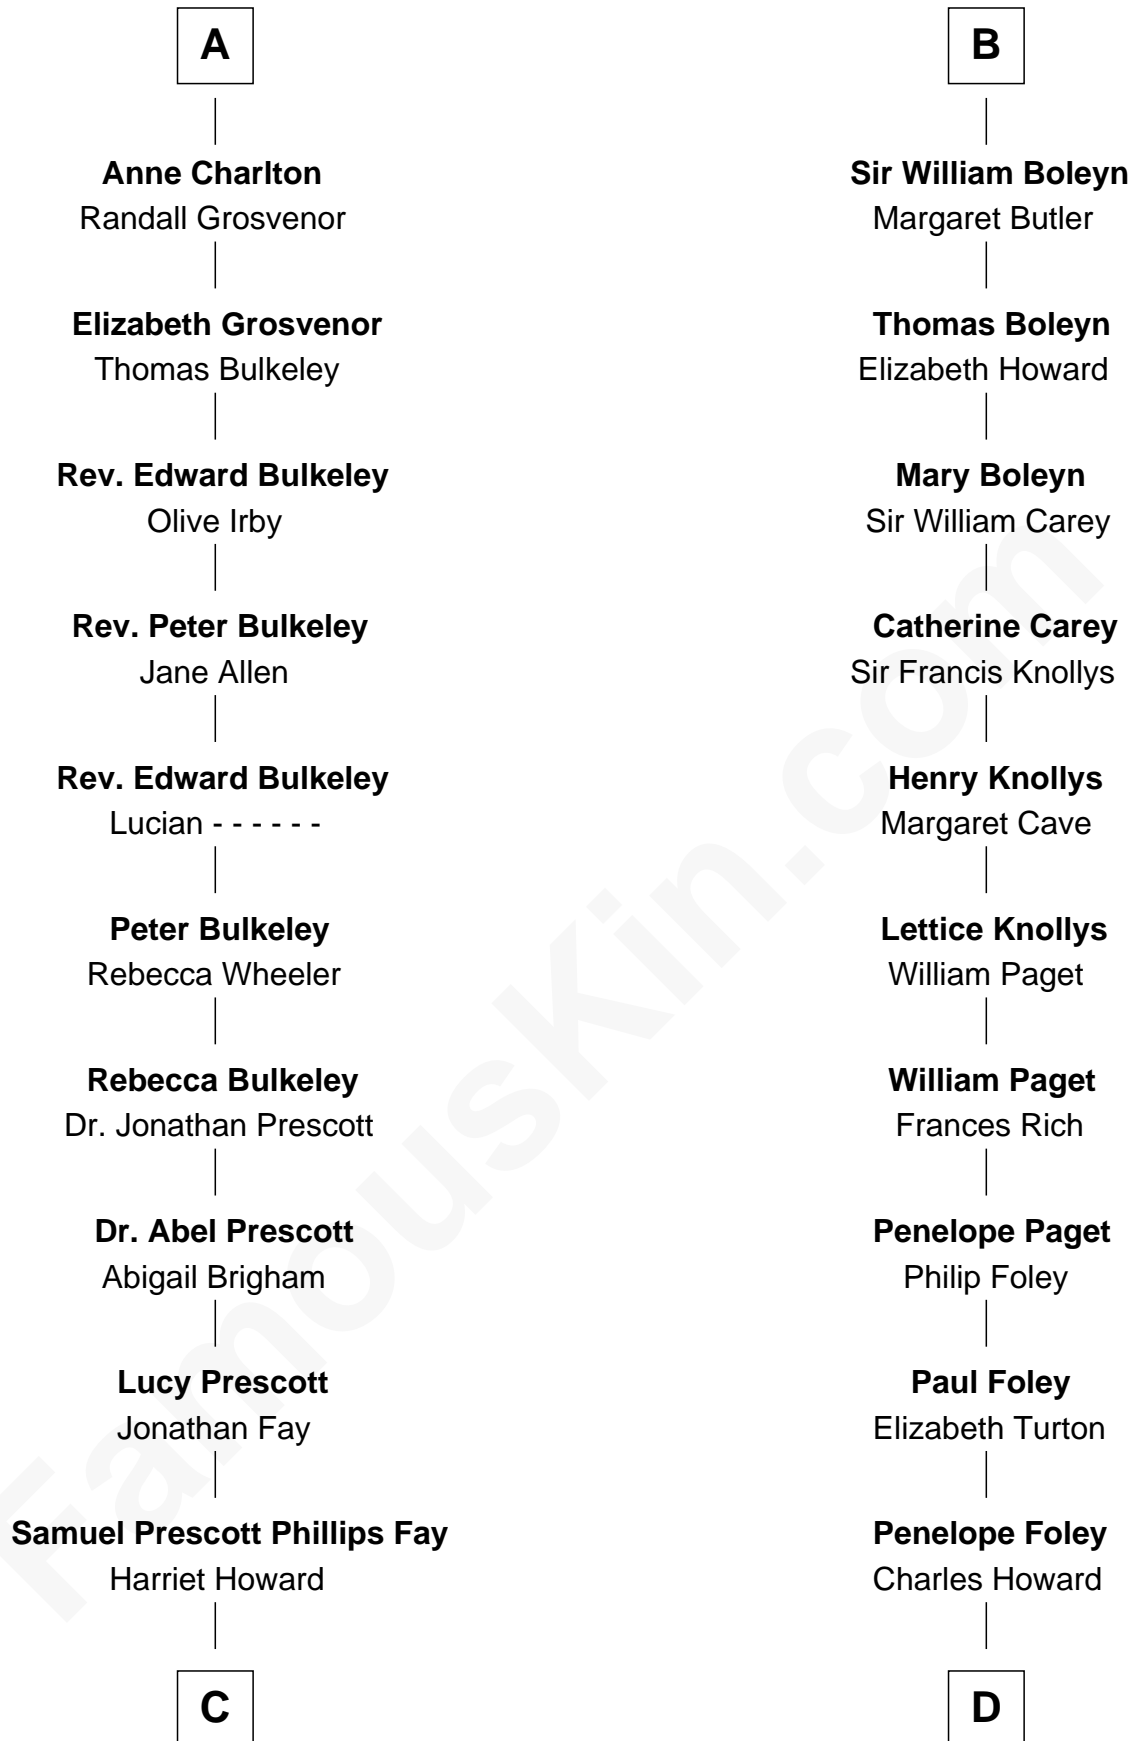 A
Anne Charlton
Randall Grosvenor
Elizabeth Grosvenor
Thomas Bulkeley
Rev. Edward Bulkeley
Olive Irby
Rev. Peter Bulkeley
Jane Allen
Rev. Edward Bulkeley
Lucian - - - - - -
Peter Bulkeley
Rebecca Wheeler
Rebecca Bulkeley
Dr. Jonathan Prescott
Dr. Abel Prescott
Abigail Brigham
Lucy Prescott
Jonathan Fay
Samuel Prescott Phillips Fay
Harriet Howard
C
B
Sir William Boleyn
Margaret Butler
Thomas Boleyn
Elizabeth Howard
Mary Boleyn
Sir William Carey
Catherine Carey
Sir Francis Knollys
Henry Knollys
Margaret Cave
Lettice Knollys
William Paget
William Paget
Frances Rich
Penelope Paget
Philip Foley
Paul Foley
Elizabeth Turton
Penelope Foley
Charles Howard
D
FamousKin.com